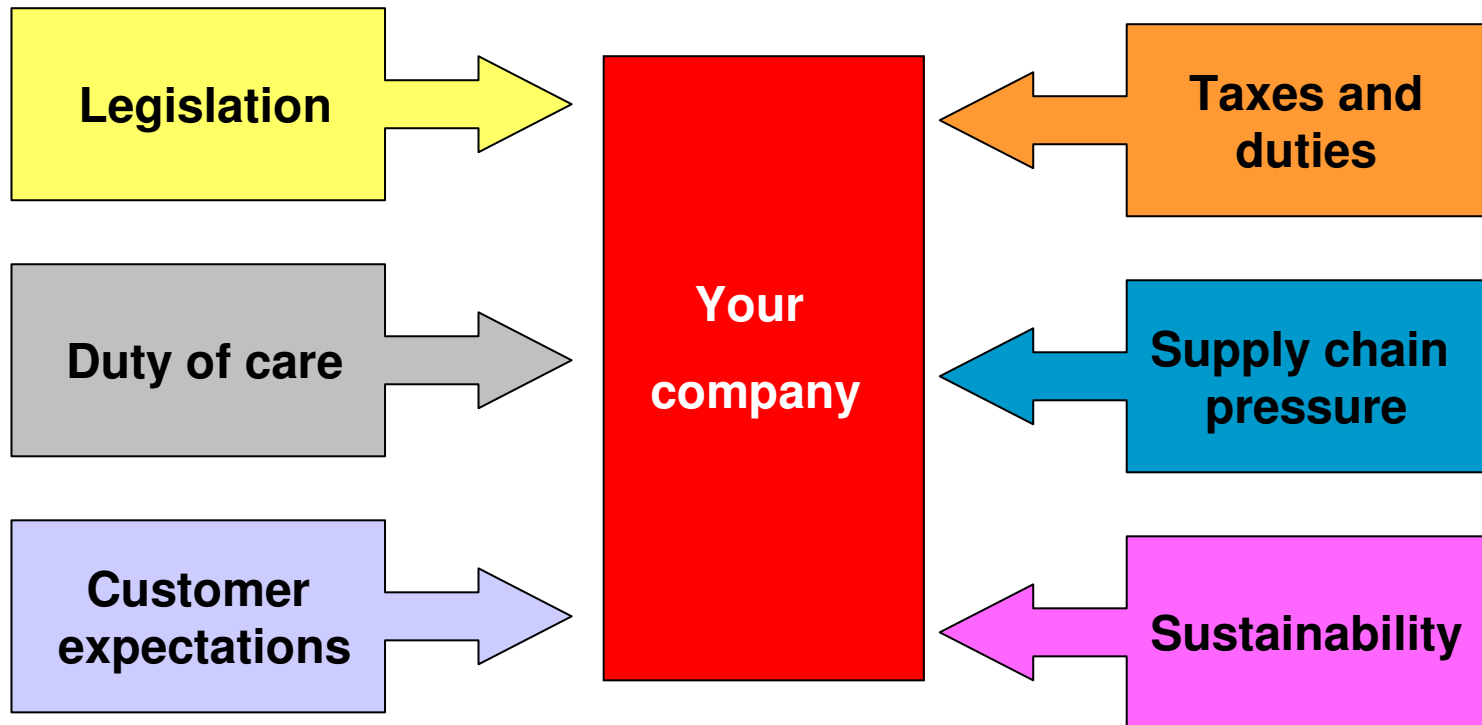 Legislation
Duty of care
Customer
expectations
Your
company
Taxes and
duties
Supply chain
pressure
Sustainability